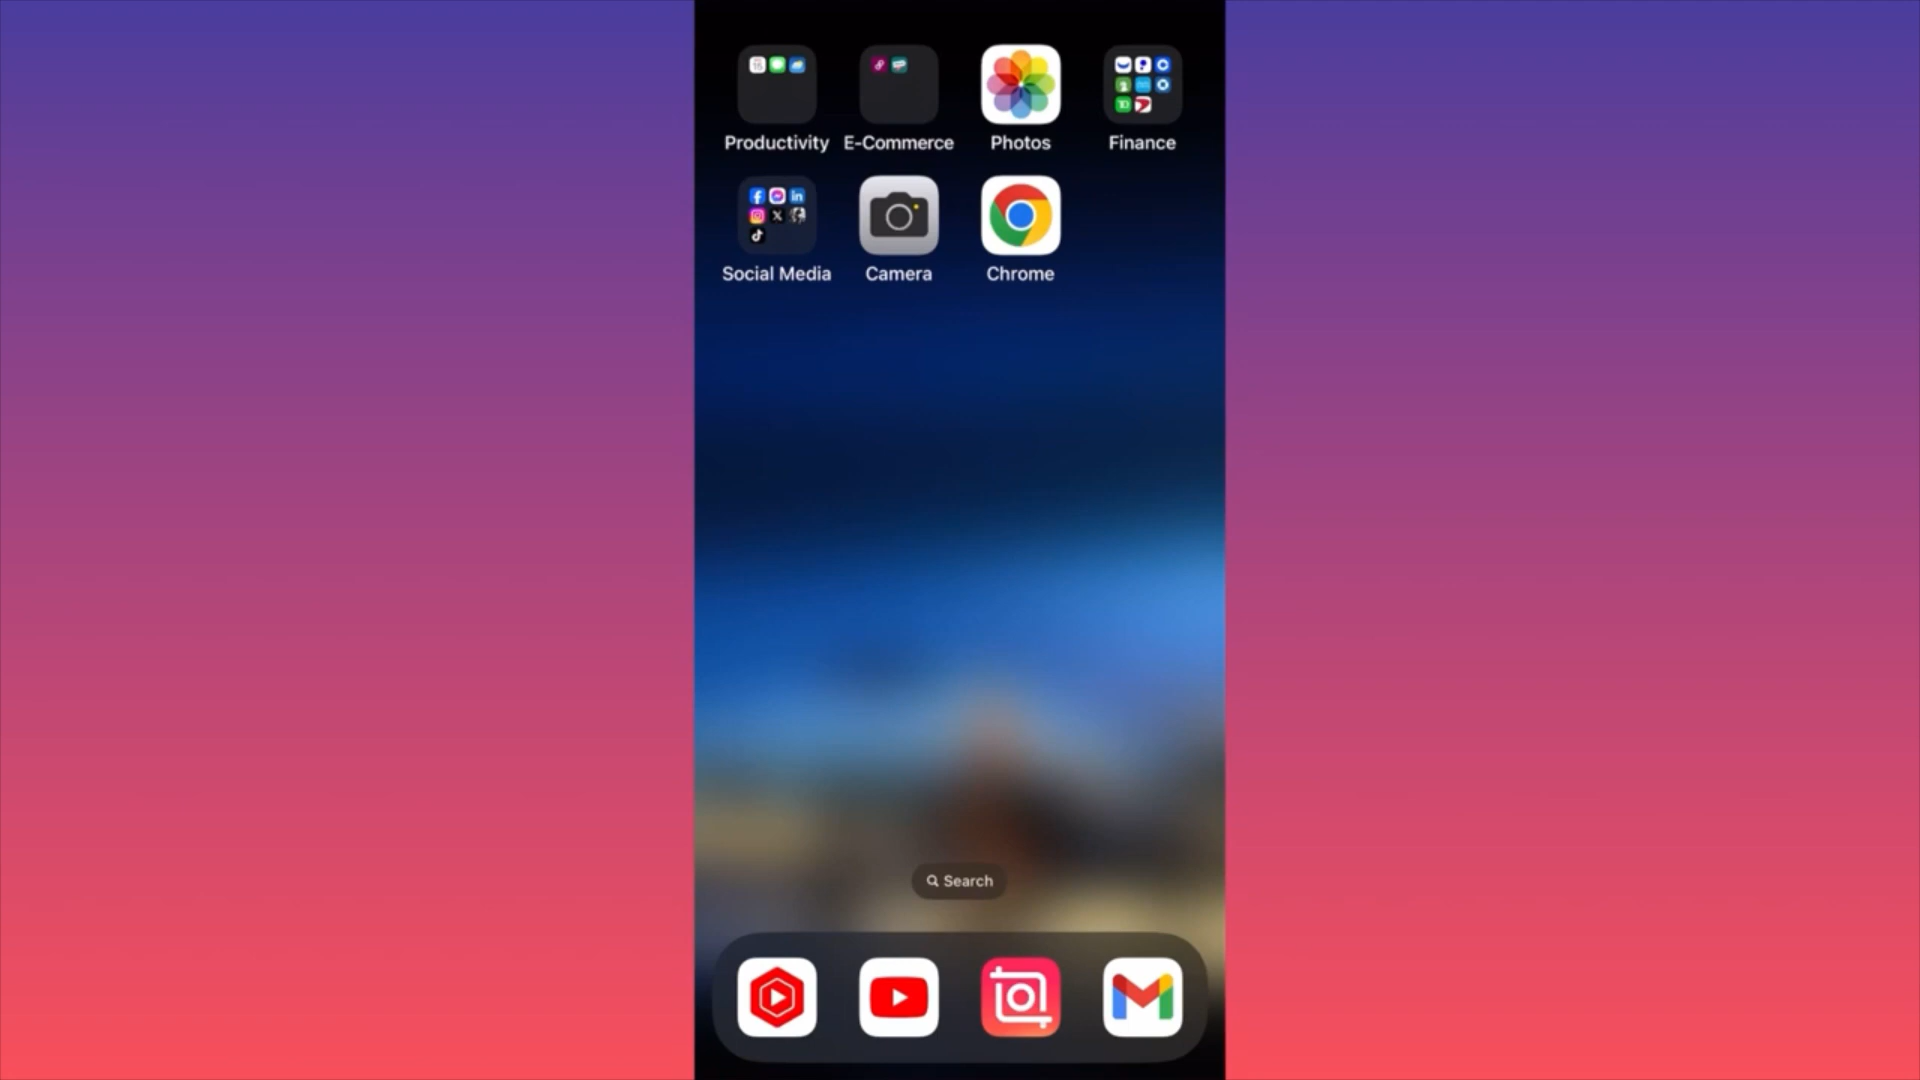 Productivity E-Commerce Photos Finance
Social Media Camera Chrome
Search